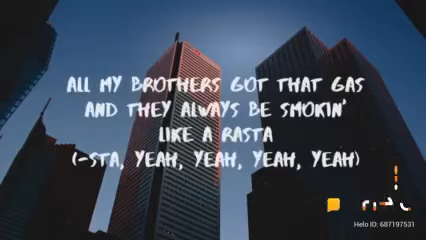 ALL MY BROTHERS GOT THAT GAS
AND THEY ALWAYS BE SMOKIN'
LIKE A RASTA
(-STA, YEAH, YEAH, YEAH, YEAH)
Helo ID: 687197531